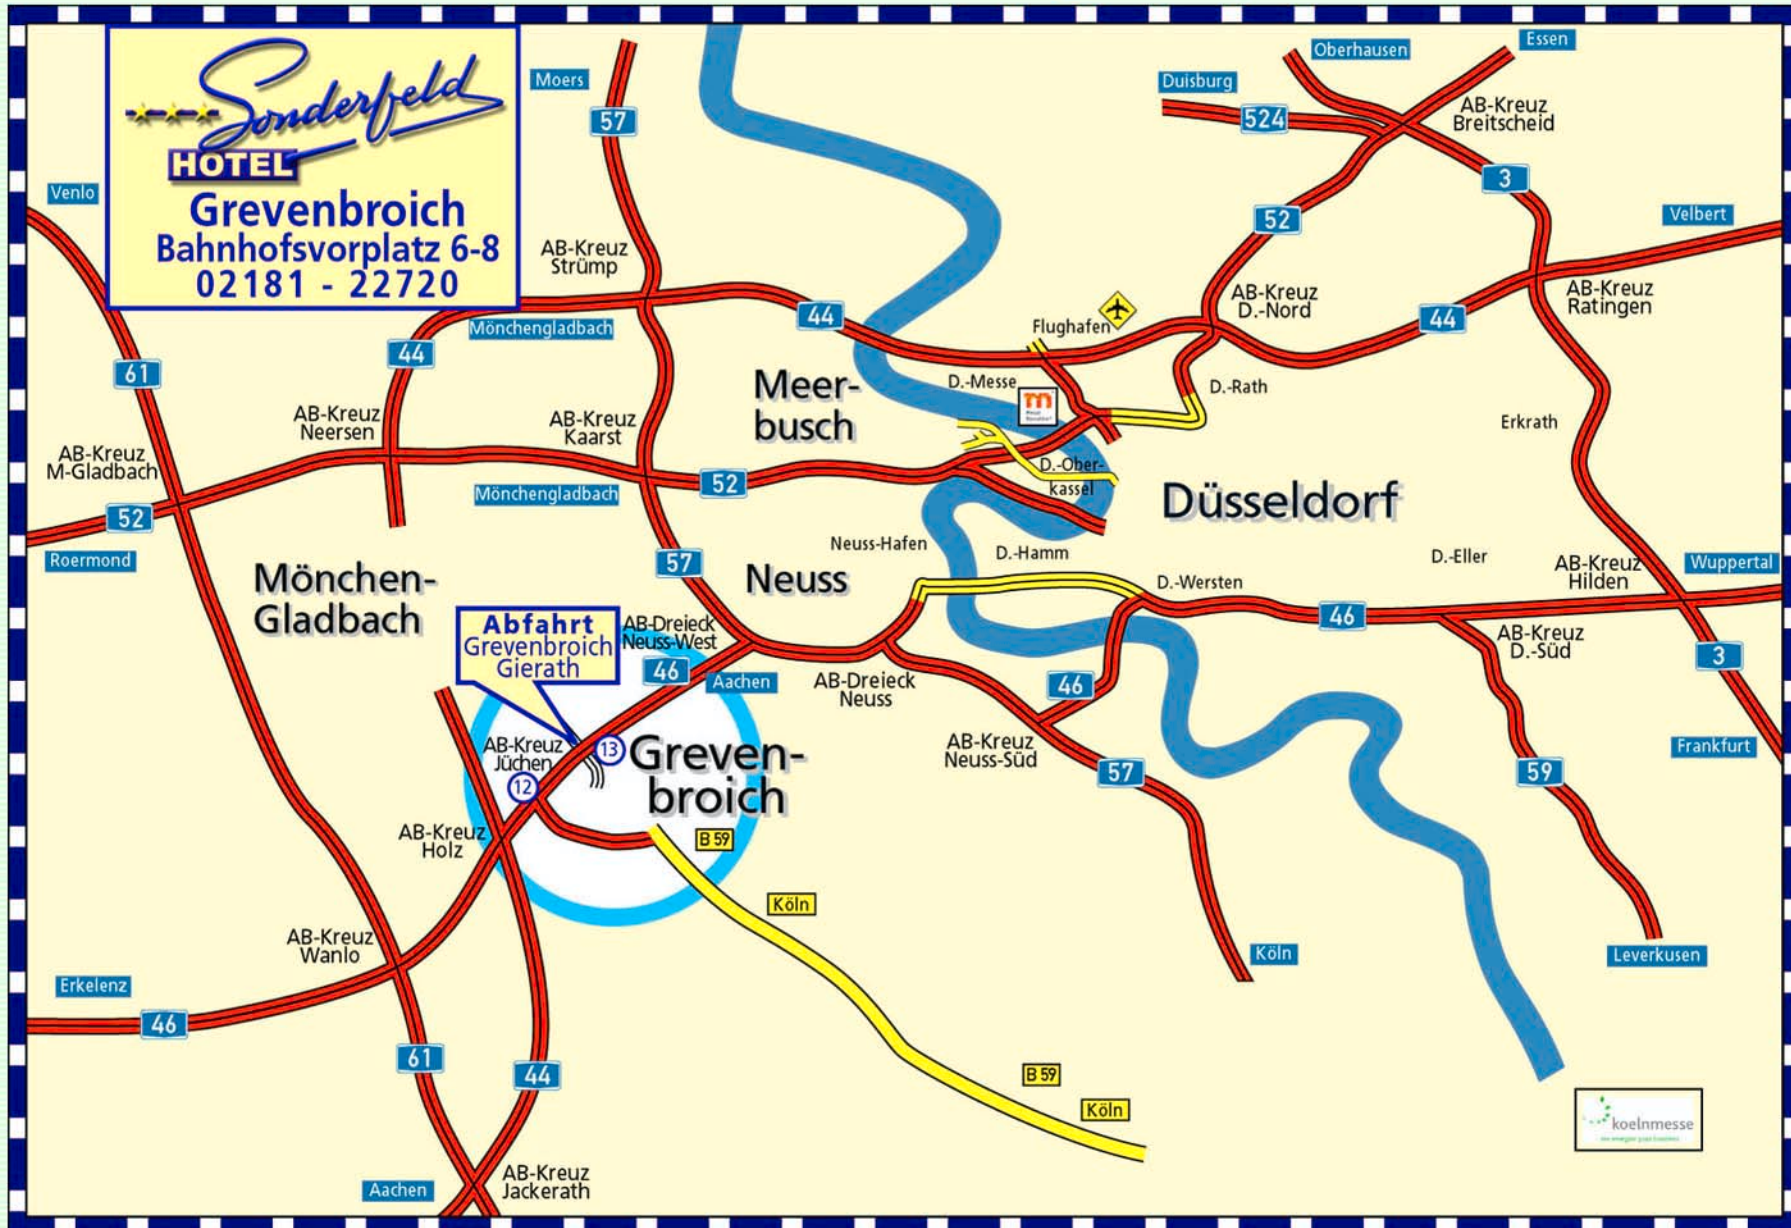 Sonderfeld
HOTEL
Grevenbroich
Bahnhofsvorplatz 6-8
02181 - 22720
Moers
57
Oberhausen
Essen
Duisburg
524
AB-Kreuz
Breitscheid
3
Venlo
52
Velbert
AB-Kreuz
Strümp
AB-Kreuz
D.-Nord
AB-Kreuz
Ratingen
44
44
Mönchengladbach
Flughafen
44
61
D.-Messe
m
D.-Rath
Meer-
busch
AB-Kreuz
Neersen
AB-Kreuz
Kaarst
Erkrath
AB-Kreuz
M-Gladbach
D.-Ober-
kassel
52
Mönchengladbach
Düsseldorf
52
Roermond
Neuss-Hafen
D.-Hamm
D.-Eller
AB-Kreuz
Hilden
Wuppertal
57
Mönchen-
Gladbach
Neuss
D.-Wersten
46
Abfahrt
Grevenbroich
Gierath
AB-Dreieck
Neuss-West
46
Aachen
AB-Dreieck
Neuss
46
AB-Kreuz
D.-Süd
3
AB-Kreuz
Jüchen
13
12
Greven-
broich
AB-Kreuz
Neuss-Süd
57
Frankfurt
59
AB-Kreuz
Holz
B 59
Köln
AB-Kreuz
Wanlo
Köln
Leverkusen
Erkelenz
46
61
44
B 59
Köln
koelnmesse
we energize your business
AB-Kreuz
Jackerath
Aachen